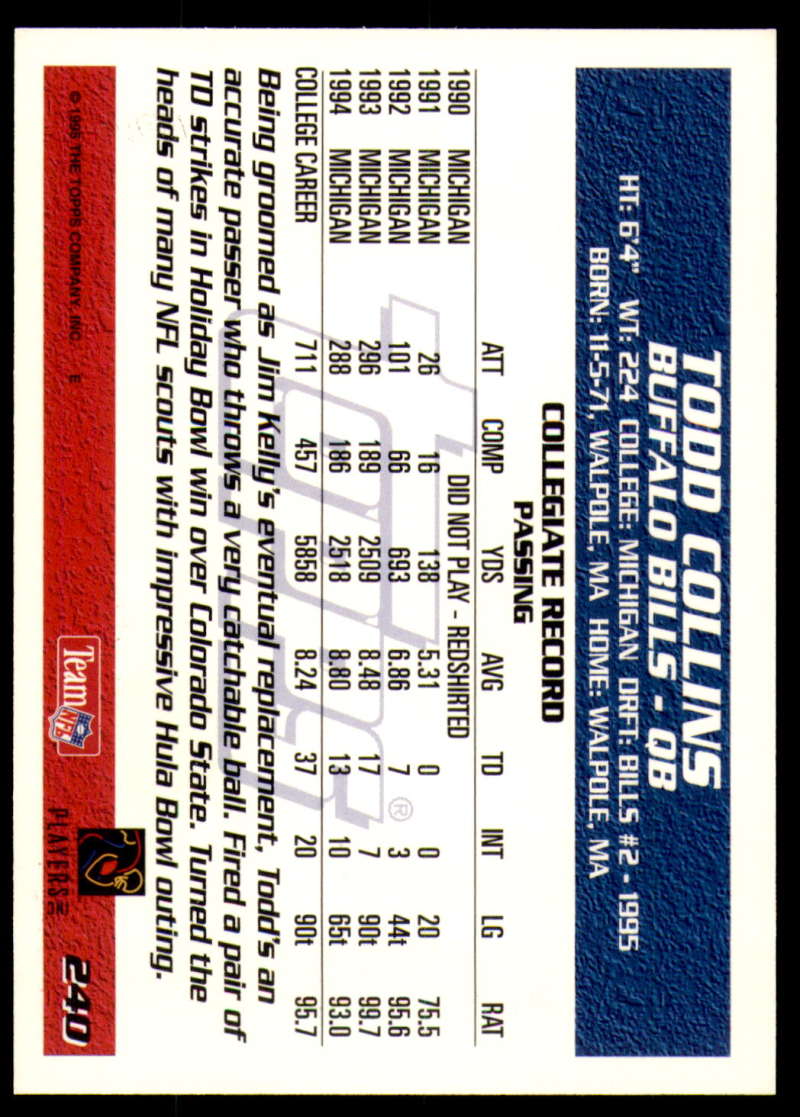 TODD COLLINS
BUFFALO BILLS - QB
HT: 6'4" WT: 224 COLLEGE: MICHIGAN DRFT: BILLS #2 - 1995
BORN: 11-5-71, WALPOLE, MA HOME: WALPOLE, MA
COLLEGIATE RECORD
PASSING
ATT COMP YDS AVG TD INT LG RAT
1990 MICHIGAN DID NOT PLAY – REDSHIRTED
1991 MICHIGAN 26 16 138 5.31 0 0 20 75.5
1992 MICHIGAN 101 66 693 6.86 7 3 44t 95.6
1993 MICHIGAN 296 189 2509 8.48 17 7 90t 99.7
1994 MICHIGAN 288 186 2518 8.80 13 10 65t 93.0
COLLEGE CAREER 711 457 5858 8.24 37 20 90t 95.7
TOPPS ®
Being groomed as Jim Kelly's eventual replacement, Todd's an
accurate passer who throws a very catchable ball. Fired a pair of
TD strikes in Holiday Bowl win over Colorado State. Turned the
heads of many NFL scouts with impressive Hula Bowl outing.
© 1995 THE TOPPS COMPANY, INC. E
Team NFL
PLAYERS INC
240